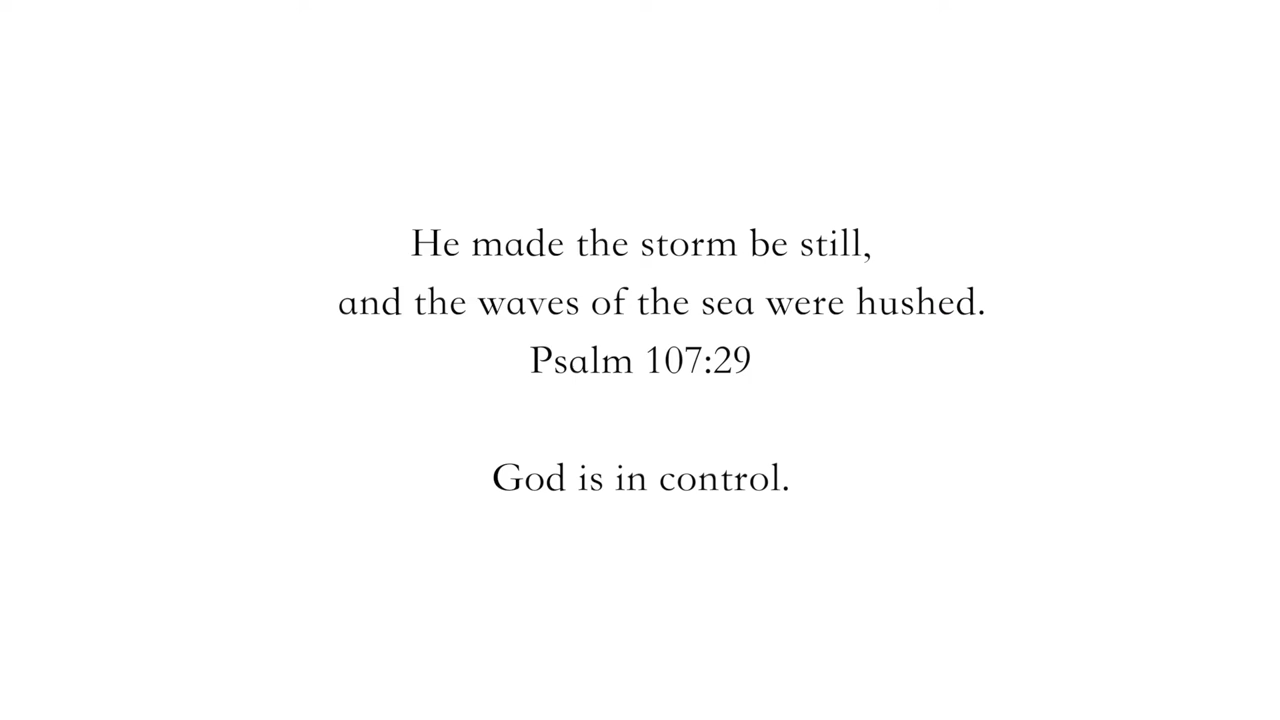 He made the storm be still,
and the waves of the sea were hushed.
Psalm 107:29
God is in control.